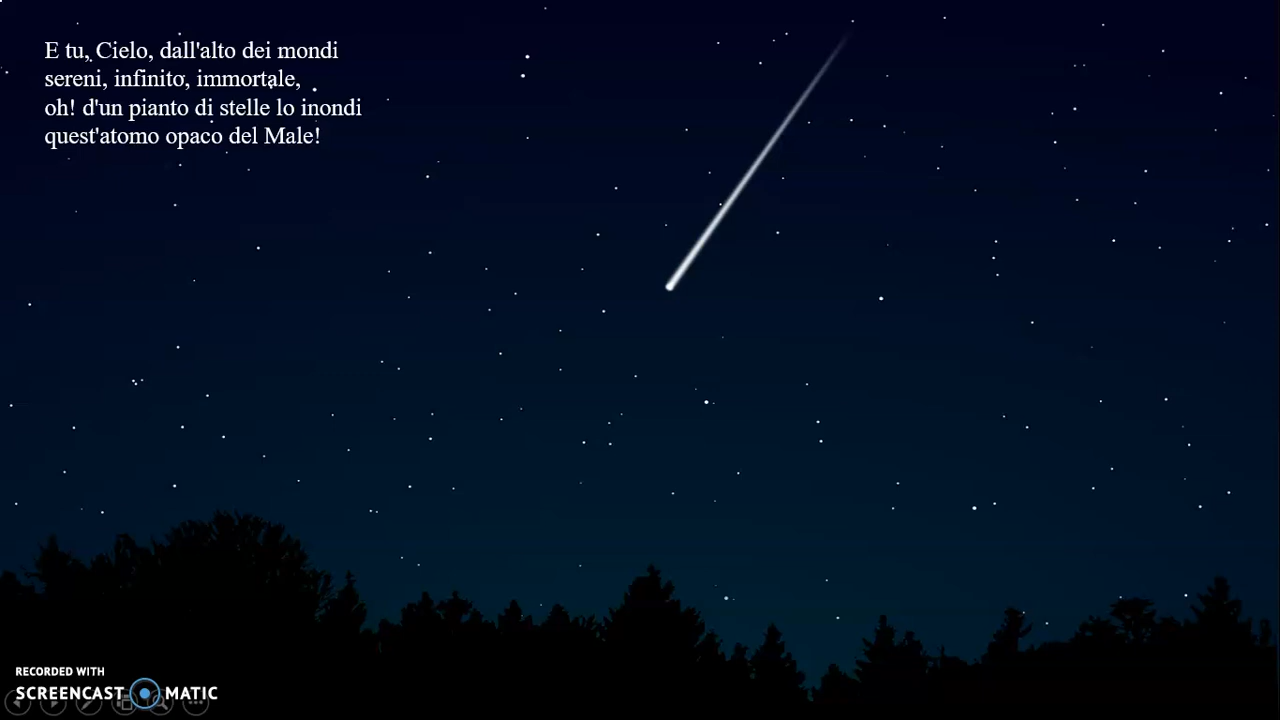 E tu, Cielo, dall'alto dei mondi
sereni, infinito, immortale,
oh! d'un pianto di stelle lo inondi
quest'atomo opaco del Male!
RECORDED WITH
SCREENCAST MATIC